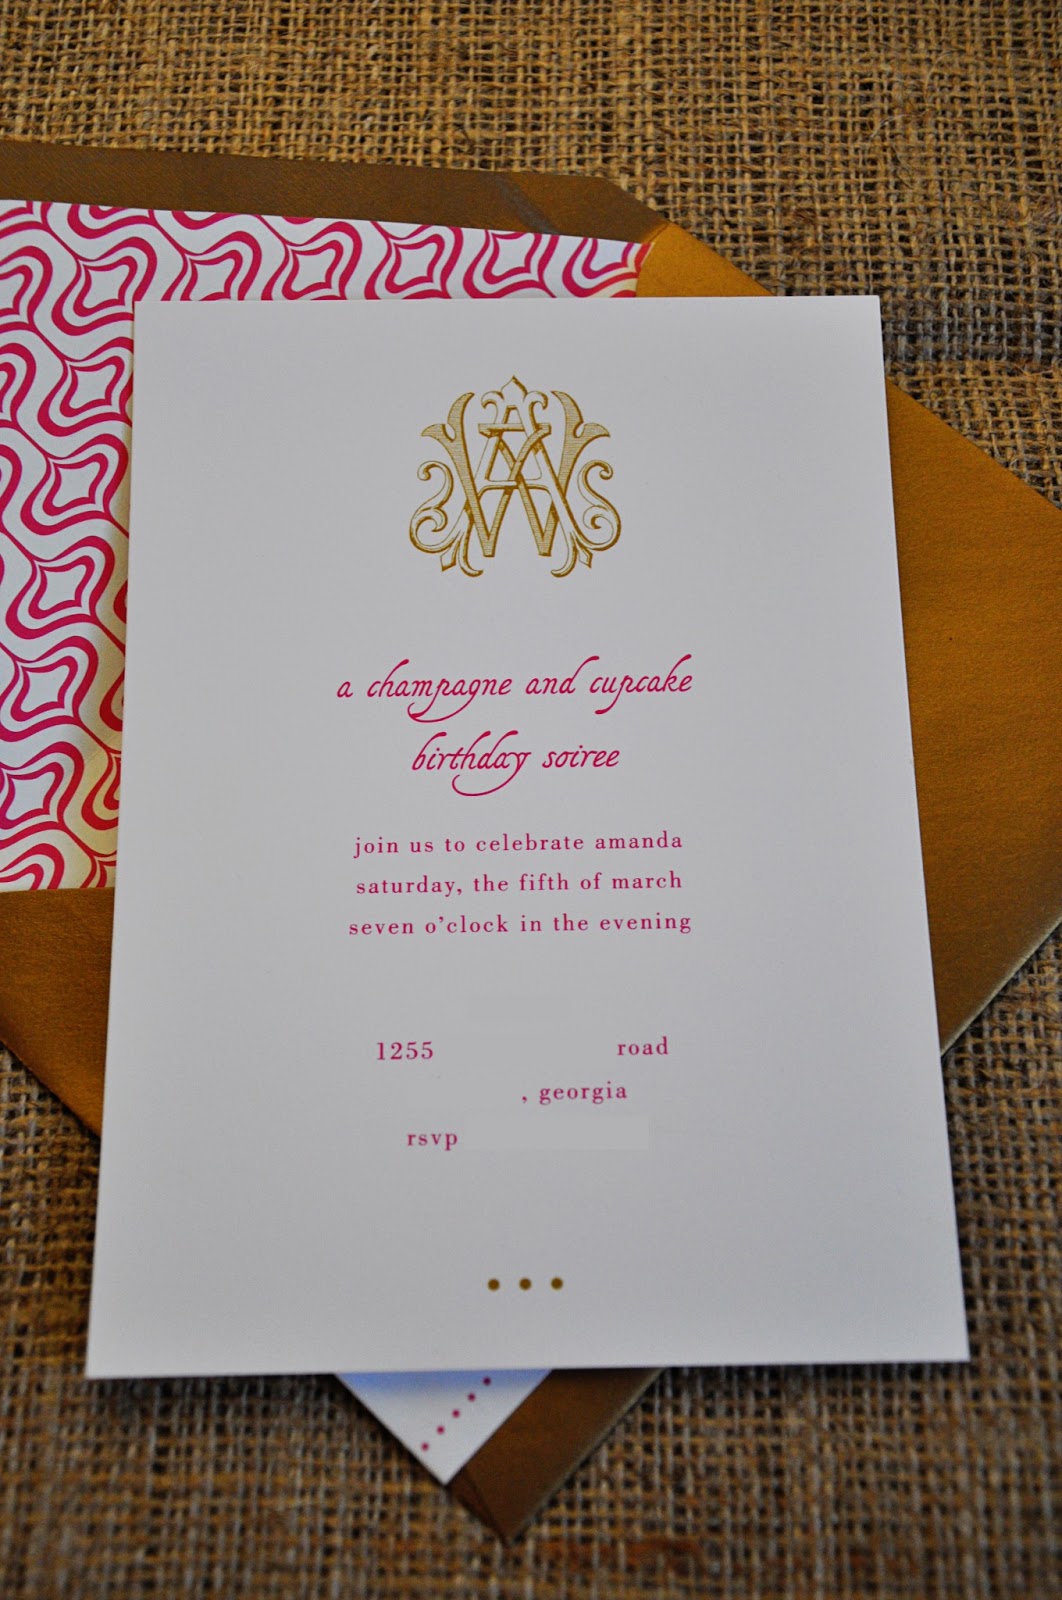 a champagne and cupcake
birthday soiree
join us to celebrate amanda
saturday, the fifth of march
seven o'clock in the evening
1255 road
, georgia
rsvp